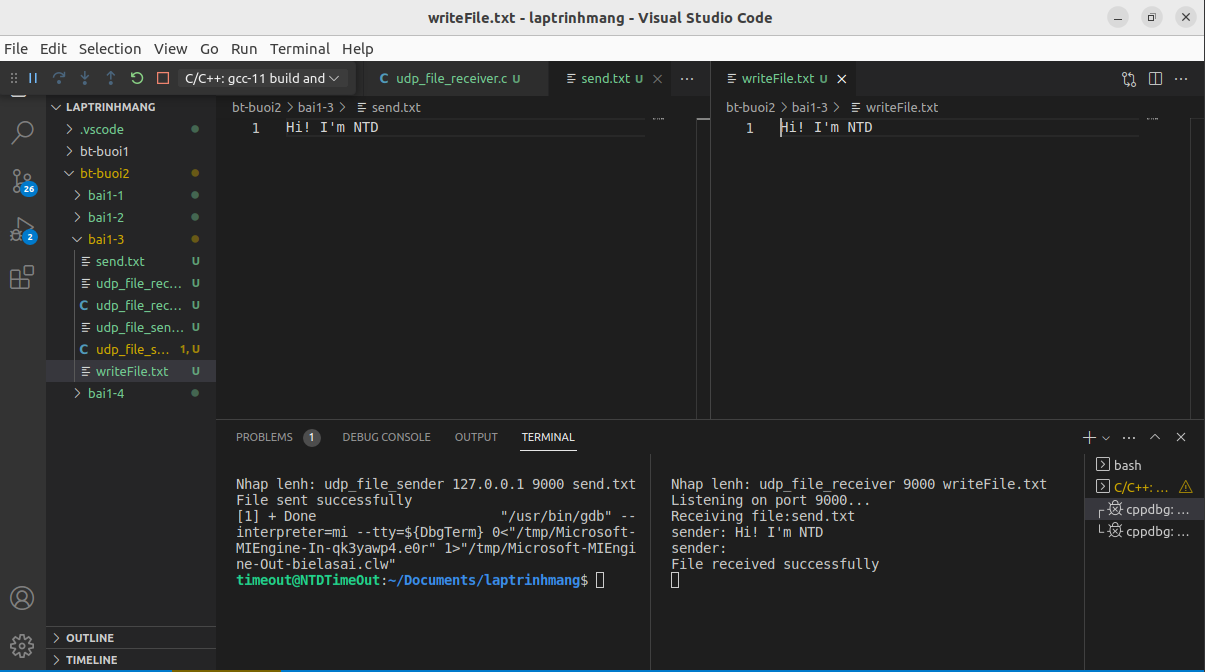 writeFile.txt - laptrinhmang - Visual Studio Code
File Edit Selection View Go Run Terminal Help
C/C++: gcc-11 build and
udp_file_receiver.c U
send.txt U
writeFile.txt U
LAPTRINHMANG
.vscode
bt-buoi1
bt-buoi2
bai1-1
bai1-2
bai1-3
send.txt U
udp_file_rec... U
udp_file_rec... U
udp_file_sen... U
udp_file_s... 1, U
writeFile.txt U
bai1-4
OUTLINE
TIMELINE
26
2
bt-buoi2 > bai1-3 > send.txt
1 Hi! I'm NTD
bt-buoi2 > bai1-3 > writeFile.txt
1 Hi! I'm NTD
PROBLEMS 1 DEBUG CONSOLE OUTPUT TERMINAL
Nhap lenh: udp_file_sender 127.0.0.1 9000 send.txt
File sent successfully
[1] + Done "/usr/bin/gdb" --
interpreter=mi --tty=${DbgTerm} 0<"/tmp/Microsoft-
MIEngine-In-qk3yawp4.e0r" 1>"/tmp/Microsoft-MIEngi
ne-Out-bielasai.clw"
timeout@NTDTimeOut:~/Documents/laptrinhmang$
Nhap lenh: udp_file_receiver 9000 writeFile.txt
Listening on port 9000...
Receiving file:send.txt
sender: Hi! I'm NTD
sender:
File received successfully
bash
C/C++: ...
cppdbg: ...
cppdbg: ...